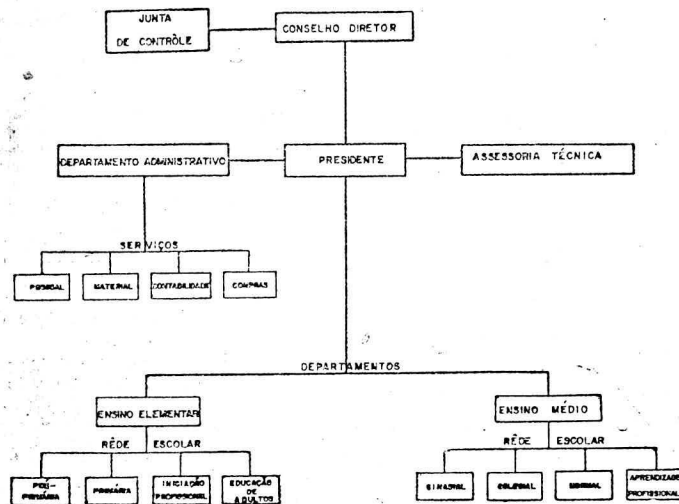 JUNTA
DE CONTRÔLE
CONSELHO DIRETOR
DEPARTAMENTO ADMINISTRATIVO
PRESIDENTE
ASSESSORIA TÉCNICA
SERVIÇOS
PESSOAL
MATERIAL
CONTABILIDADE
COMPRAS
DEPARTAMENTOS
ENSINO ELEMENTAR
ENSINO MÉDIO
RÊDE ESCOLAR
RÊDE ESCOLAR
PRÉ-
PRIMÁRIA
PRIMÁRIA
INICIAÇÃO
PROFISSIONAL
EDUCAÇÃO
DE
ADULTOS
GINASIAL
COLEGIAL
NORMAL
APRENDIZADO
PROFISSIONAL